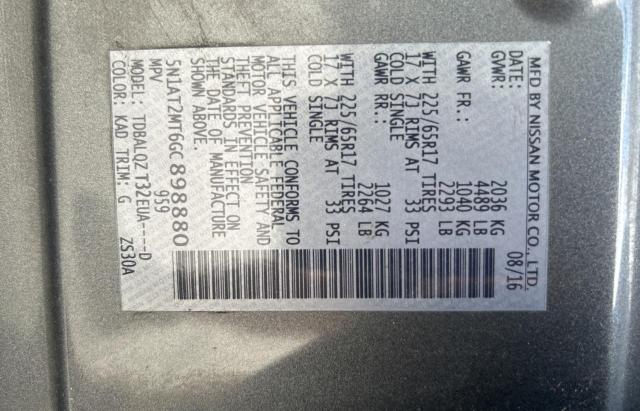 MFD BY NISSAN MOTOR CO., LTD.
DATE: 08/16
GVWR: 2036 KG
4489 LB
GAWR FR.: 1040 KG
2293 LB
WITH 225/65R17 TIRES
17 X 7J RIMS AT 33 PSI
COLD SINGLE
GAWR RR.: 1027 KG
2264 LB
WITH 225/65R17 TIRES
17 X 7J RIMS AT 33 PSI
COLD SINGLE
THIS VEHICLE CONFORMS TO
ALL APPLICABLE FEDERAL
MOTOR VEHICLE SAFETY AND
THEFT PREVENTION
STANDARDS IN EFFECT ON
THE DATE OF MANUFACTURE
SHOWN ABOVE.
5N1AT2MT6GC898880
MPV 959
MODEL: TDBALQZ T32EUA----D
COLOR: KAD TRIM: G ZS30A